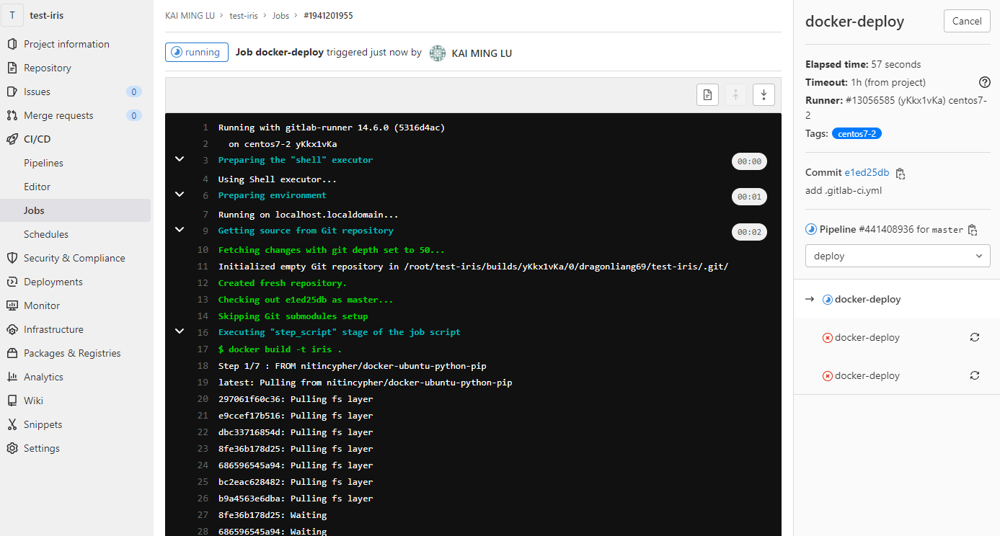 T test-iris
Project information
Repository
Issues 0
Merge requests 0
CI/CD
Pipelines
Editor
Jobs
Schedules
Security & Compliance
Deployments
Monitor
Infrastructure
Packages & Registries
Analytics
Wiki
Snippets
Settings
KAI MING LU > test-iris > Jobs > #1941201955
running Job docker-deploy triggered just now by KAI MING LU
1 Running with gitlab-runner 14.6.0 (5316d4ac)
2 on centos7-2 yKkx1vKa
3 Preparing the "shell" executor 00:00
4 Using Shell executor...
6 Preparing environment 00:01
7 Running on localhost.localdomain...
9 Getting source from Git repository 00:02
10 Fetching changes with git depth set to 50...
11 Initialized empty Git repository in /root/test-iris/builds/yKkx1vKa/0/dragonliang69/test-iris/.git/
12 Created fresh repository.
13 Checking out e1ed25db as master...
14 Skipping Git submodules setup
16 Executing "step_script" stage of the job script
17 $ docker build -t iris .
18 Step 1/7 : FROM nitincypher/docker-ubuntu-python-pip
19 latest: Pulling from nitincypher/docker-ubuntu-python-pip
20 297061f60c36: Pulling fs layer
21 e9ccef17b516: Pulling fs layer
22 dbc33716854d: Pulling fs layer
23 8fe36b178d25: Pulling fs layer
24 686596545a94: Pulling fs layer
25 bc2eac628482: Pulling fs layer
26 b9a4563e6dba: Pulling fs layer
27 8fe36b178d25: Waiting
28 686596545a94: Waiting
docker-deploy Cancel
Elapsed time: 57 seconds
Timeout: 1h (from project)
Runner: #13056585 (yKkx1vKa) centos7-
2
Tags: centos7-2
Commit e1ed25db
add .gitlab-ci.yml
Pipeline #441408936 for master
deploy
docker-deploy
docker-deploy
docker-deploy